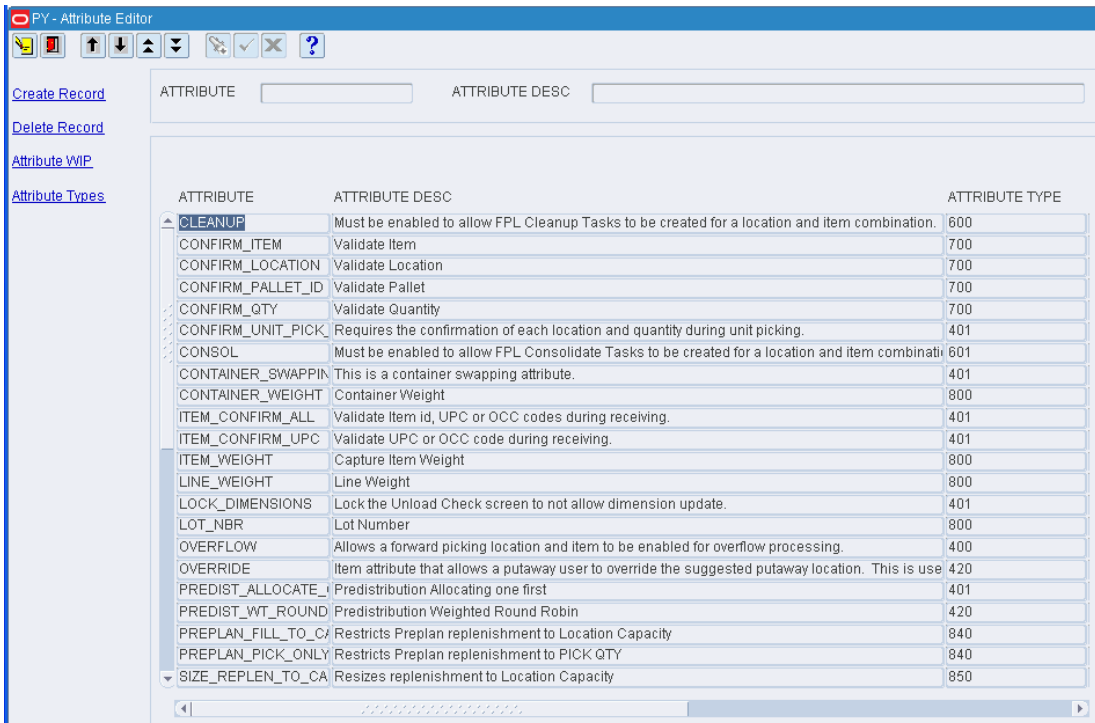 PY - Attribute Editor
?
Create Record
Delete Record
Attribute WIP
Attribute Types
ATTRIBUTE ATTRIBUTE DESC
ATTRIBUTE ATTRIBUTE DESC ATTRIBUTE TYPE
CLEANUP Must be enabled to allow FPL Cleanup Tasks to be created for a location and item combination. 600
CONFIRM_ITEM Validate Item 700
CONFIRM_LOCATION Validate Location 700
CONFIRM_PALLET_ID Validate Pallet 700
CONFIRM_QTY Validate Quantity 700
CONFIRM_UNIT_PICK_ Requires the confirmation of each location and quantity during unit picking. 401
CONSOL Must be enabled to allow FPL Consolidate Tasks to be created for a location and item combinati 601
CONTAINER_SWAPPIN This is a container swapping attribute. 401
CONTAINER_WEIGHT Container Weight 800
ITEM_CONFIRM_ALL Validate Item id, UPC or OCC codes during receiving. 401
ITEM_CONFIRM_UPC Validate UPC or OCC code during receiving. 401
ITEM_WEIGHT Capture Item Weight 800
LINE_WEIGHT Line Weight 800
LOCK_DIMENSIONS Lock the Unload Check screen to not allow dimension update. 401
LOT_NBR Lot Number 800
OVERFLOW Allows a forward picking location and item to be enabled for overflow processing. 400
OVERRIDE Item attribute that allows a putaway user to override the suggested putaway location. This is use 420
PREDIST_ALLOCATE_ Predistribution Allocating one first 401
PREDIST_WT_ROUND Predistribution Weighted Round Robin 420
PREPLAN_FILL_TO_CA Restricts Preplan replenishment to Location Capacity 840
PREPLAN_PICK_ONLY Restricts Preplan replenishment to PICK QTY 840
SIZE_REPLEN_TO_CA Resizes replenishment to Location Capacity 850